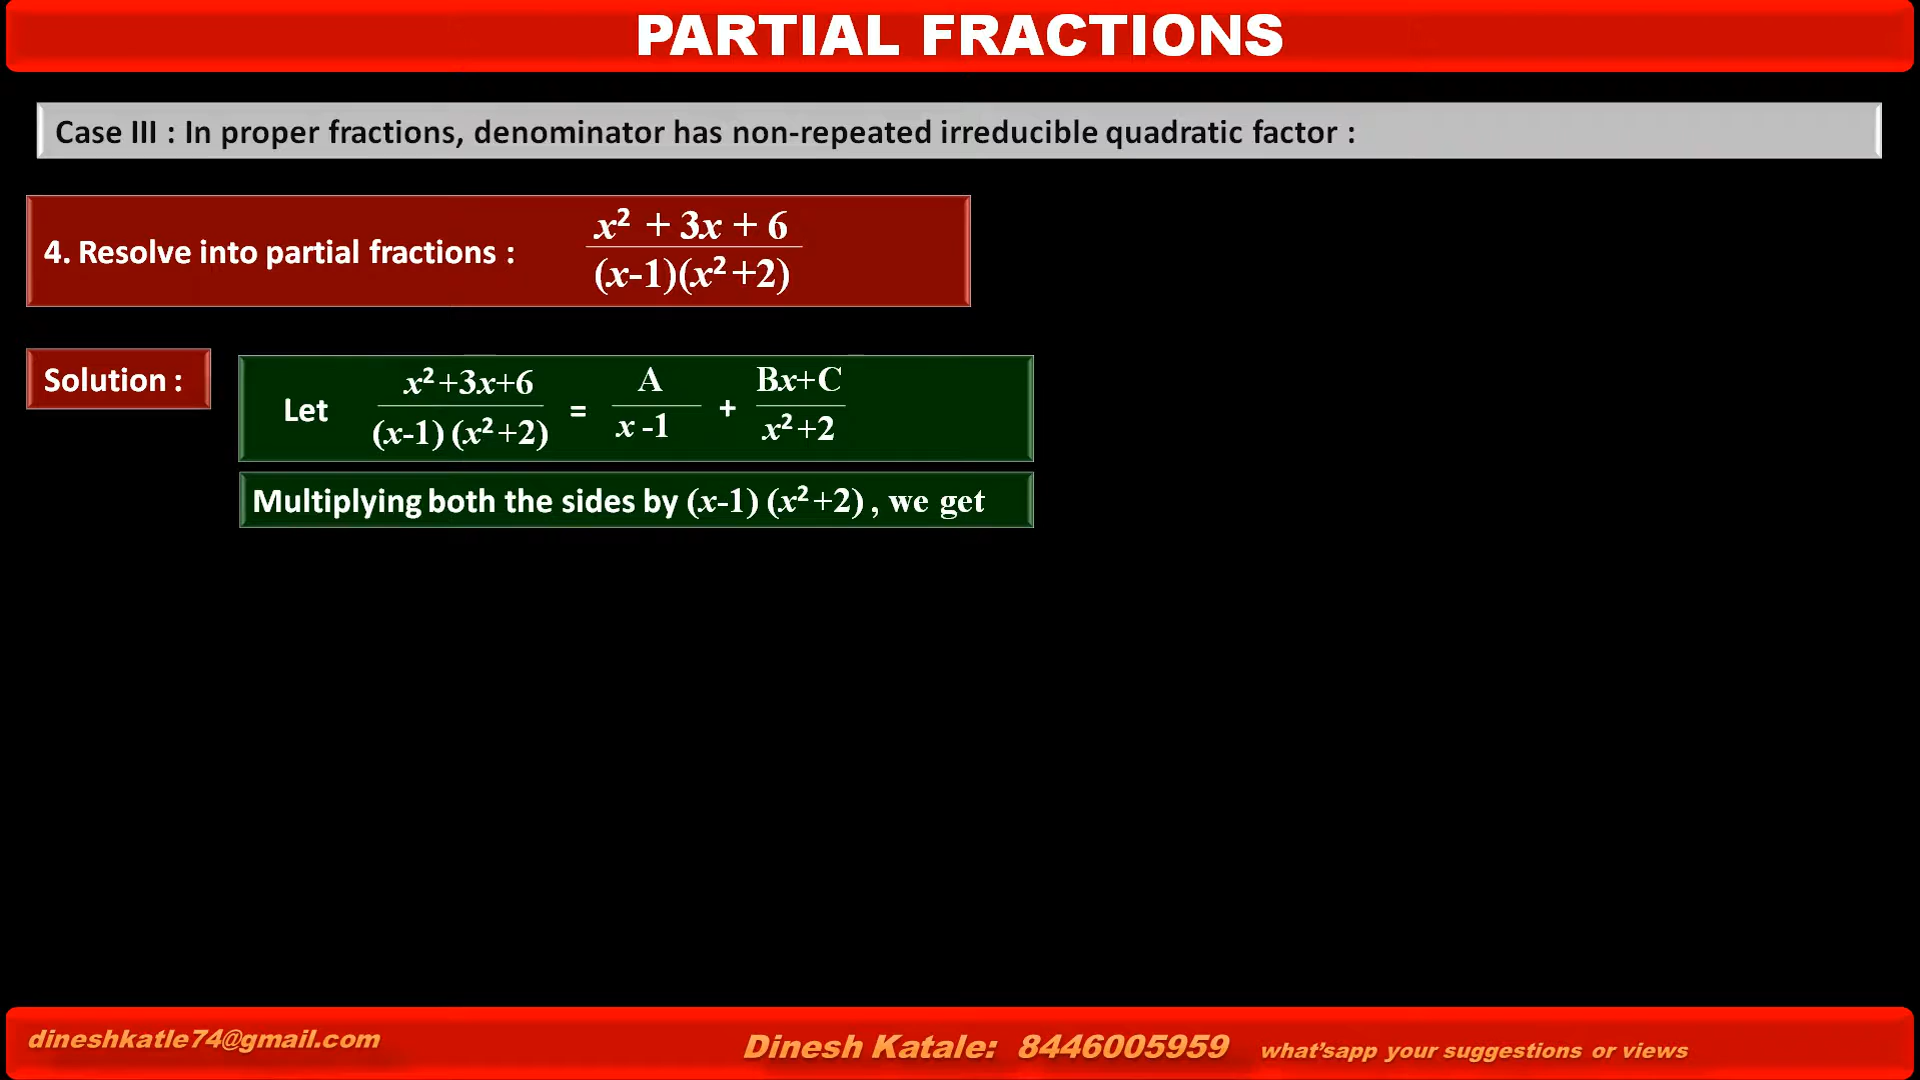 PARTIAL FRACTIONS
Case III : In proper fractions, denominator has non-repeated irreducible quadratic factor :
4. Resolve into partial fractions :
x² + 3x + 6
(x-1)(x²+2)
Solution :
Let x²+3x+6 / (x-1) (x²+2) = A / x -1 + Bx+C / x²+2
Multiplying both the sides by (x-1) (x²+2) , we get
dineshkatle74@gmail.com
Dinesh Katale: 8446005959 what'sapp your suggestions or views